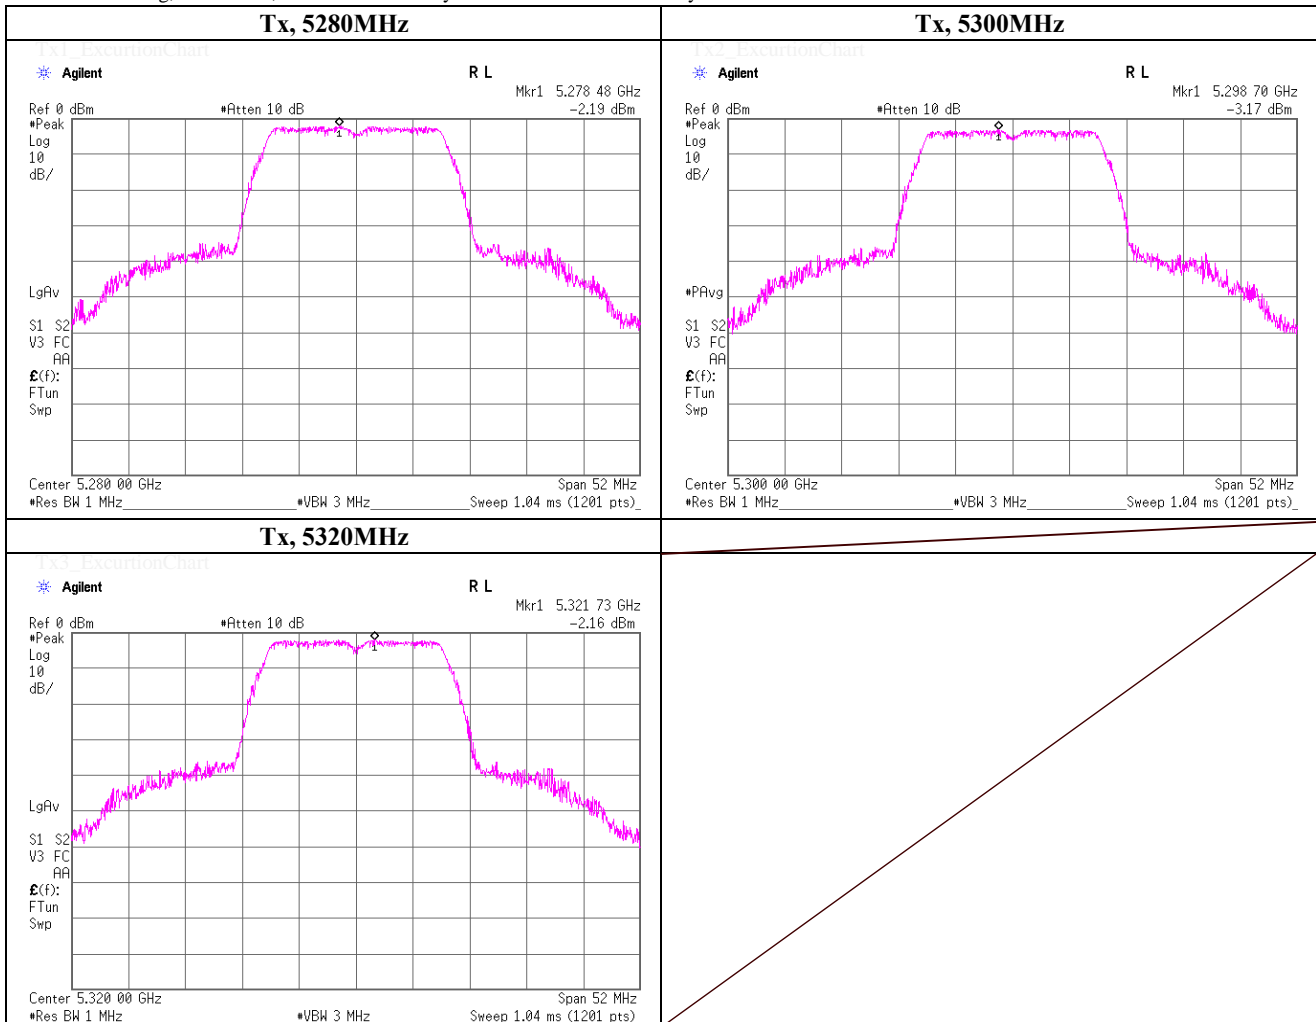 Tx, 5280MHz
Tx1_ExcurtionChart
Agilent
R L
Mkr1 5.278 48 GHz
Ref 0 dBm
#Atten 10 dB
-2.19 dBm
#Peak
Log
10
dB/
1
LgAv
S1 S2
V3 FC
AA
£(f):
FTun
Swp
Center 5.280 00 GHz
Span 52 MHz
#Res BW 1 MHz
#VBW 3 MHz
Sweep 1.04 ms (1201 pts)
Tx, 5300MHz
Tx2_ExcurtionChart
Agilent
R L
Mkr1 5.298 70 GHz
Ref 0 dBm
#Atten 10 dB
-3.17 dBm
#Peak
Log
10
dB/
1
#PAvg
S1 S2
V3 FC
AA
£(f):
FTun
Swp
Center 5.300 00 GHz
Span 52 MHz
#Res BW 1 MHz
#VBW 3 MHz
Sweep 1.04 ms (1201 pts)
Tx, 5320MHz
Tx3_ExcurtionChart
Agilent
R L
Mkr1 5.321 73 GHz
Ref 0 dBm
#Atten 10 dB
-2.16 dBm
#Peak
Log
10
dB/
1
LgAv
S1 S2
V3 FC
AA
£(f):
FTun
Swp
Center 5.320 00 GHz
Span 52 MHz
#Res BW 1 MHz
#VBW 3 MHz
Sweep 1.04 ms (1201 pts)